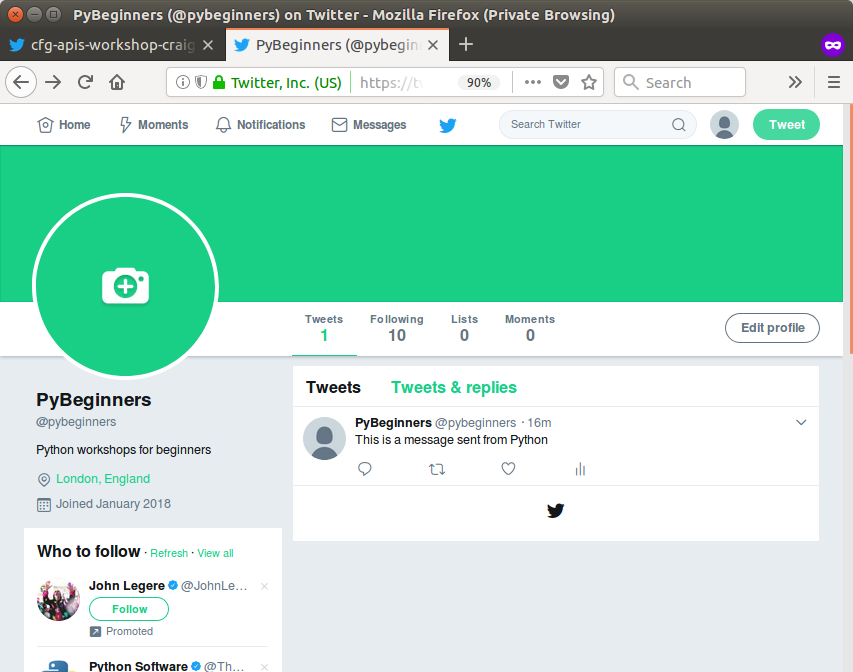 PyBeginners (@pybeginners) on Twitter - Mozilla Firefox (Private Browsing)
cfg-apis-workshop-craig
PyBeginners (@pybegin
Twitter, Inc. (US)
https://tw
90%
Search
Home
Moments
Notifications
Messages
Search Twitter
Tweet
Tweets
Following
Lists
Moments
1
10
0
0
Edit profile
PyBeginners
@pybeginners
Python workshops for beginners
London, England
Joined January 2018
Tweets
Tweets & replies
PyBeginners @pybeginners · 16m
This is a message sent from Python
Who to follow · Refresh · View all
John Legere @JohnLe...
Follow
Promoted
Python Software @Th...